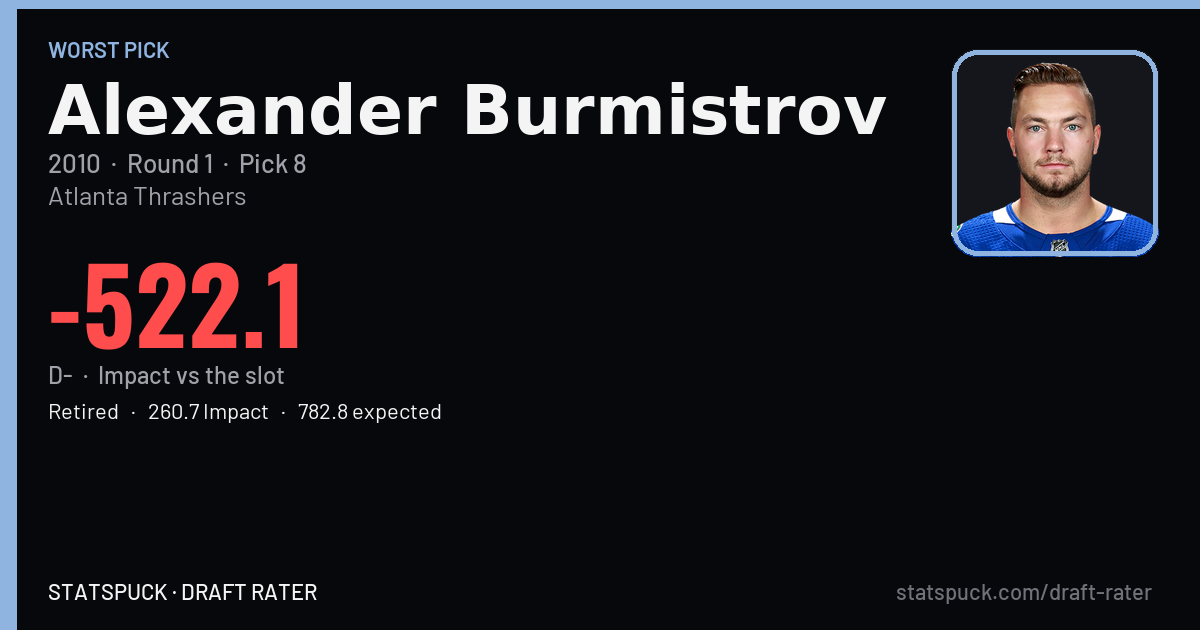 WORST PICK
Alexander Burmistrov
2010 · Round 1 · Pick 8
Atlanta Thrashers
-522.1
D- · Impact vs the slot
Retired · 260.7 Impact · 782.8 expected
STATSPUCK · DRAFT RATER
statspuck.com/draft-rater